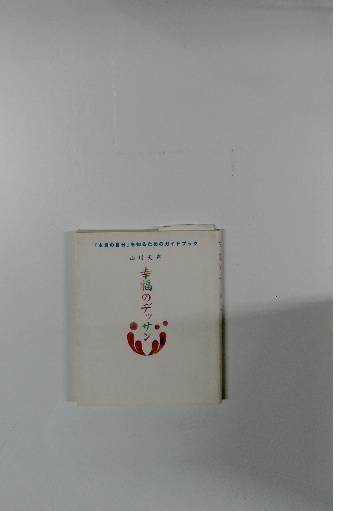 「本当の自分」を知るためのガイドブック
山川天声
幸福のデッサン